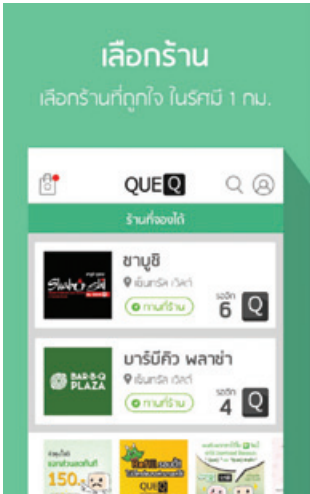 เลือกร้าน
เลือกร้านที่ถูกใจ ในรัศมี 1 กม.
QUEQ
ร้านที่จองได้
ชาบูชิ
เซ็นทรัล เวิลด์
ทานที่ร้าน
รออีก
6 Q
BAR·B·Q
PLAZA
บาร์บีคิว พลาซ่า
เซ็นทรัล เวิลด์
ทานที่ร้าน
รออีก
4 Q
150
QUEQ